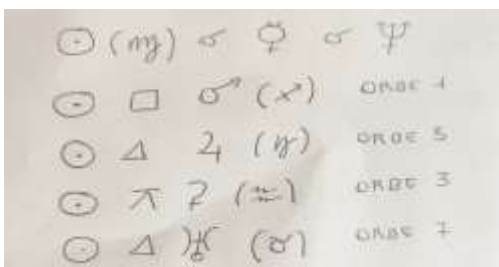 ☉ (♍) ☌ ☿ ☌ ♆
☉ □ ♂ (♐) ORBE 1
☉ △ ♃ (♑) ORBE 5
☉ ⚻ ? (♒) ORBE 3
☉ △ ♅ (♉) ORBE 7